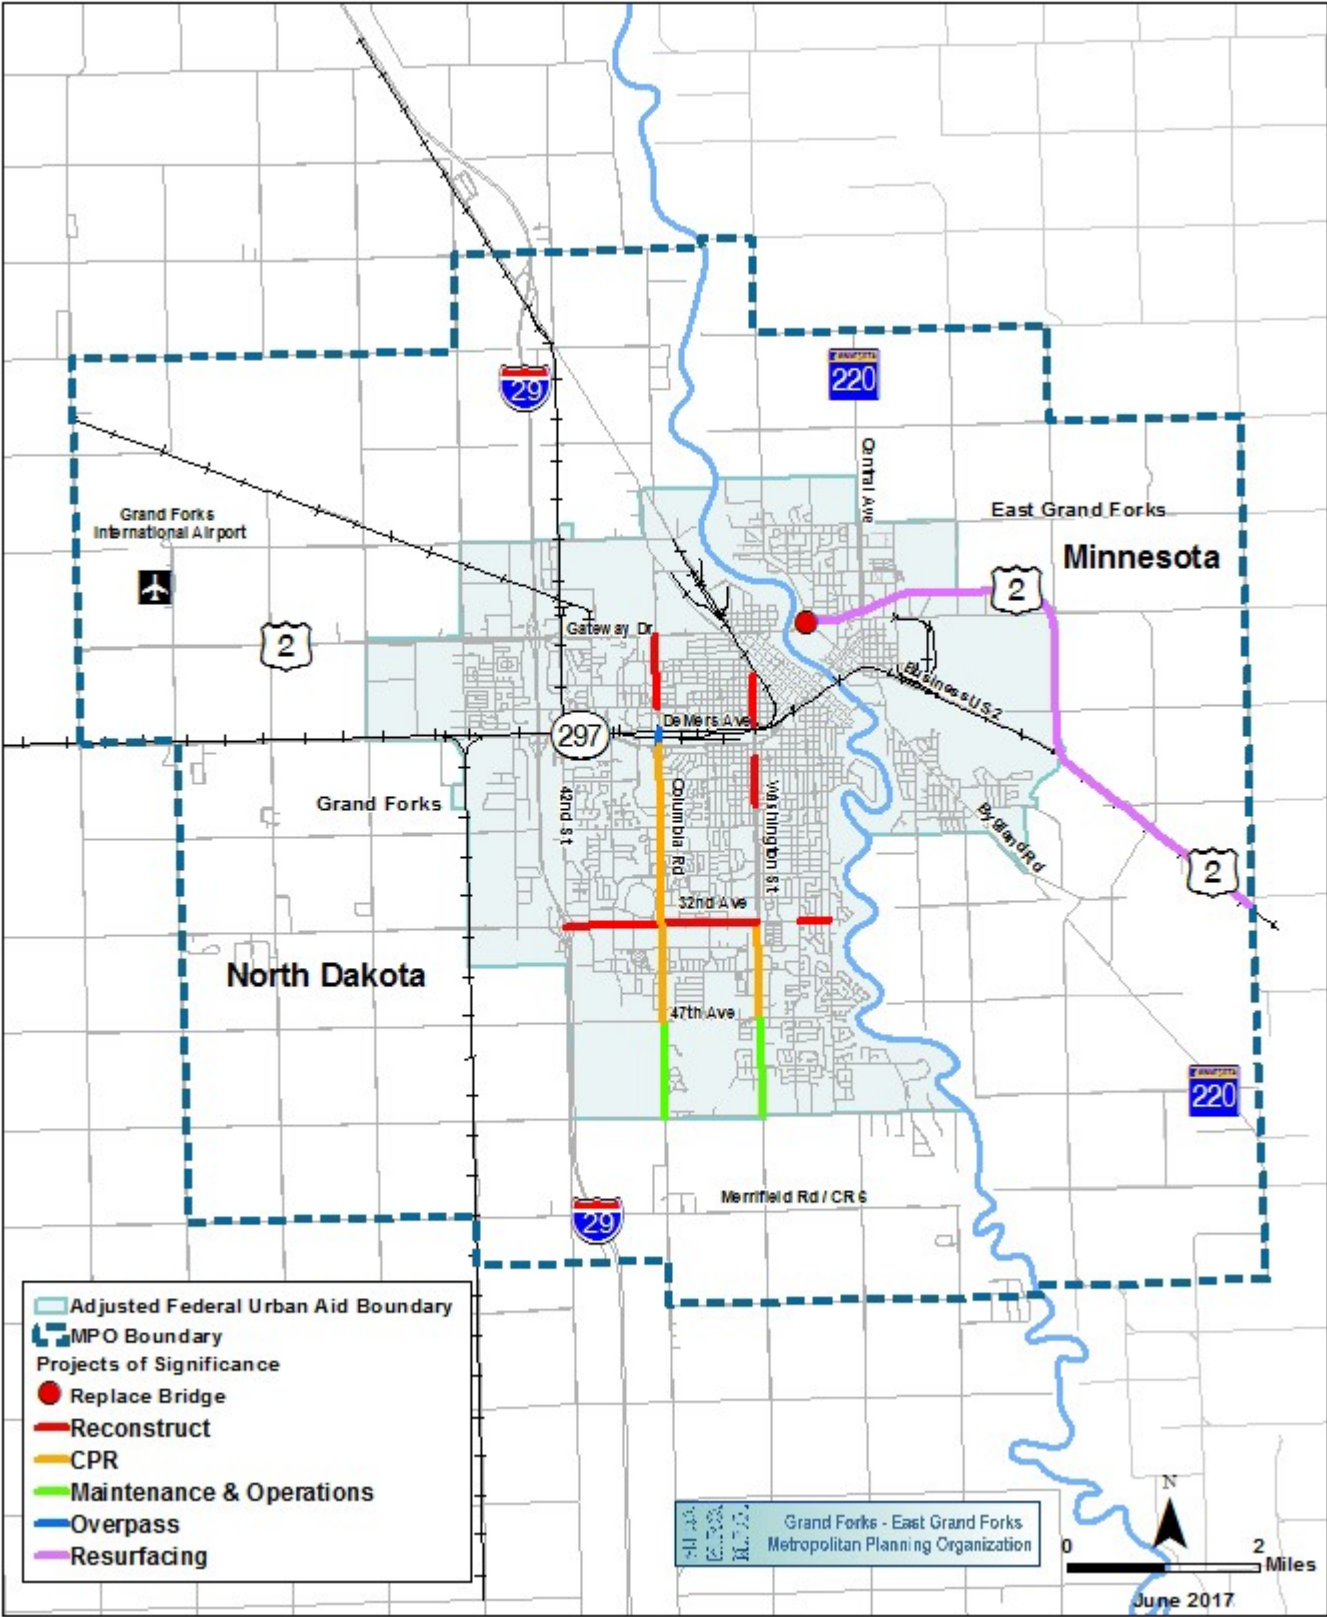 29
MINNESOTA
220
Central Ave
Grand Forks
International Airport
East Grand Forks
Minnesota
2
2
Gateway Dr
Business US 2
DeMers Ave
297
Grand Forks
42nd St
Columbia Rd
Washington St
Bygland Rd
2
32nd Ave
North Dakota
47th Ave
MINNESOTA
220
Merrifield Rd / CR 6
29
Adjusted Federal Urban Aid Boundary
MPO Boundary
Projects of Significance
Replace Bridge
Reconstruct
CPR
Maintenance & Operations
Overpass
Resurfacing
Grand Forks - East Grand Forks
Metropolitan Planning Organization
N
0 2
Miles
June 2017